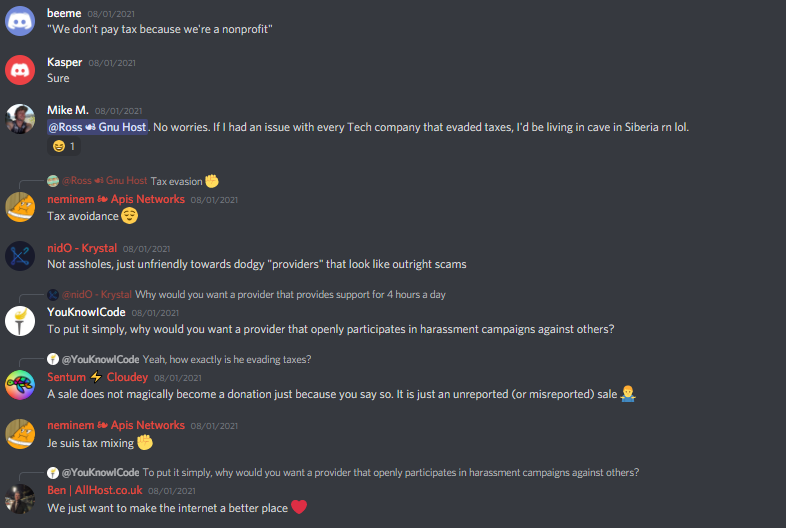 beeme 08/01/2021
"We don't pay tax because we're a nonprofit"
Kasper 08/01/2021
Sure
Mike M. 08/01/2021
@Ross Gnu Host. No worries. If I had an issue with every Tech company that evaded taxes, I'd be living in cave in Siberia rn lol.
😆 1
@Ross Gnu Host Tax evasion ✊
neminem Apis Networks 08/01/2021
Tax avoidance 😌
nidO - Krystal 08/01/2021
Not assholes, just unfriendly towards dodgy "providers" that look like outright scams
@nidO - Krystal Why would you want a provider that provides support for 4 hours a day
YouKnowICode 08/01/2021
To put it simply, why would you want a provider that openly participates in harassment campaigns against others?
@YouKnowICode Yeah, how exactly is he evading taxes?
Sentum ⚡ Cloudey 08/01/2021
A sale does not magically become a donation just because you say so. It is just an unreported (or misreported) sale
neminem Apis Networks 08/01/2021
Je suis tax mixing ✊
@YouKnowICode To put it simply, why would you want a provider that openly participates in harassment campaigns against others?
Ben | AllHost.co.uk 08/01/2021
We just want to make the internet a better place ❤️